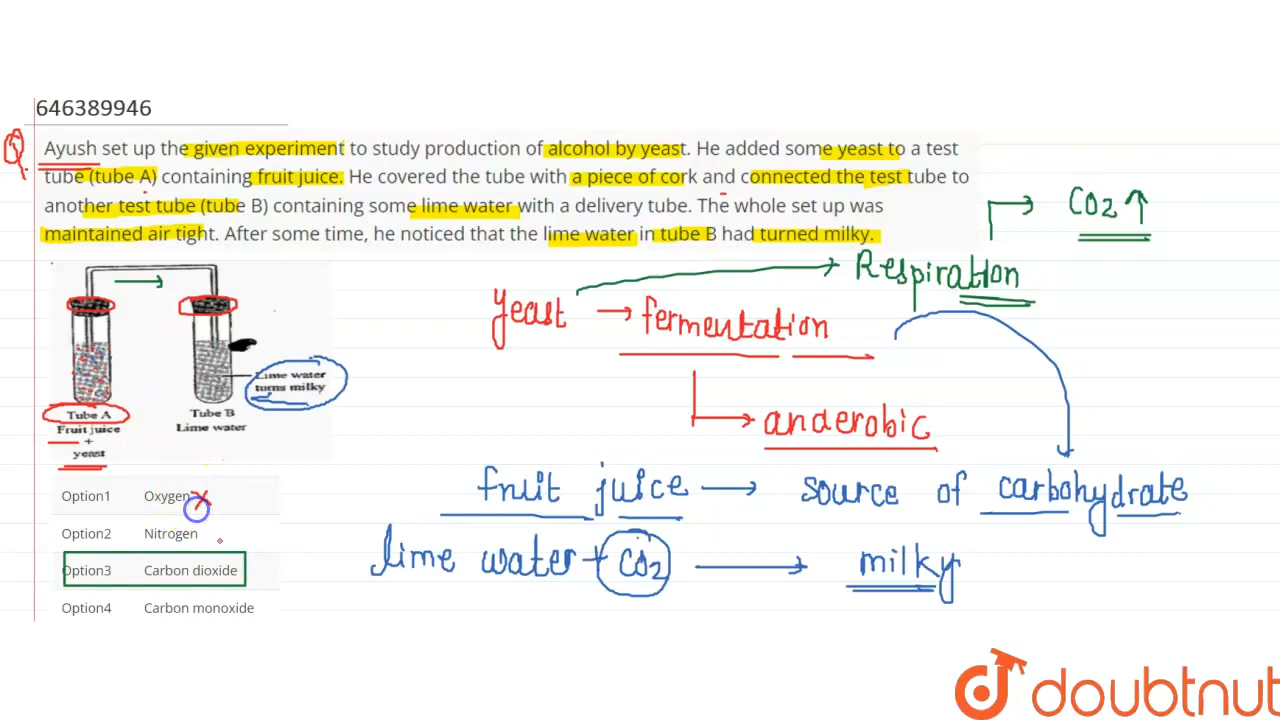 646389946
Q.
Ayush set up the given experiment to study production of alcohol by yeast. He added some yeast to a test
tube (tube A) containing fruit juice. He covered the tube with a piece of cork and connected the test tube to
another test tube (tube B) containing some lime water with a delivery tube. The whole set up was
maintained air tight. After some time, he noticed that the lime water in tube B had turned milky.
CO2 ↑
Respiration
yeast → fermentation
anderobic
Lime water
turns milky
Tube A
Fruit juice
+
yeast
Tube B
Lime water
fruit juice → source of carbohydrate
lime water + CO2 → milky
Option1 Oxygen
Option2 Nitrogen
Option3 Carbon dioxide
Option4 Carbon monoxide
doubtnut